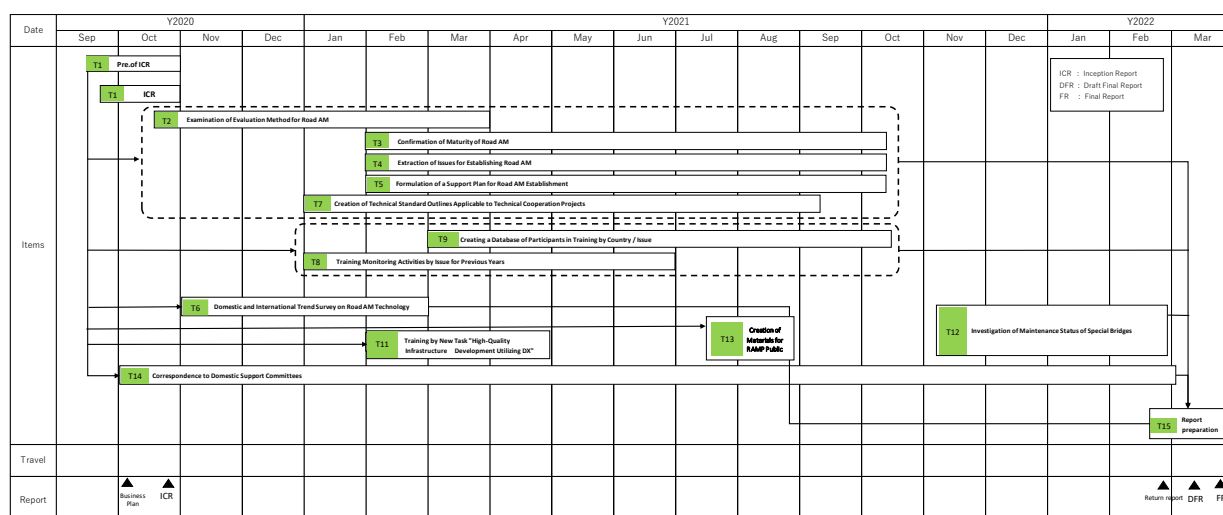 Date
Y2020
Y2021
Y2022
Sep
Oct
Nov
Dec
Jan
Feb
Mar
Apr
May
Jun
Jul
Aug
Sep
Oct
Nov
Dec
Jan
Feb
Mar
Items
T1 Pre.of ICR
T1 ICR
ICR : Inception Report
DFR : Draft Final Report
FR : Final Report
T2 Examination of Evaluation Method for Road AM
T3 Confirmation of Maturity of Road AM
T4 Extraction of Issues for Establishing Road AM
T5 Formulation of a Support Plan for Road AM Establishment
T7 Creation of Technical Standard Outlines Applicable to Technical Cooperation Projects
T9 Creating a Database of Participants in Training by Country / Issue
T8 Training Monitoring Activities by Issue for Previous Years
T6 Domestic and International Trend Survey on Road AM Technology
T11 Training by New Task "High-Quality
Infrastructure Development Utilizing DX"
T13 Creation of
Materials for
RAMP Public
T12 Investigation of Maintenance Status of Special Bridges
T14 Correspondence to Domestic Support Committees
T15 Report
preparation
Travel
Report
Business
Plan
ICR
Return report
DFR
FR